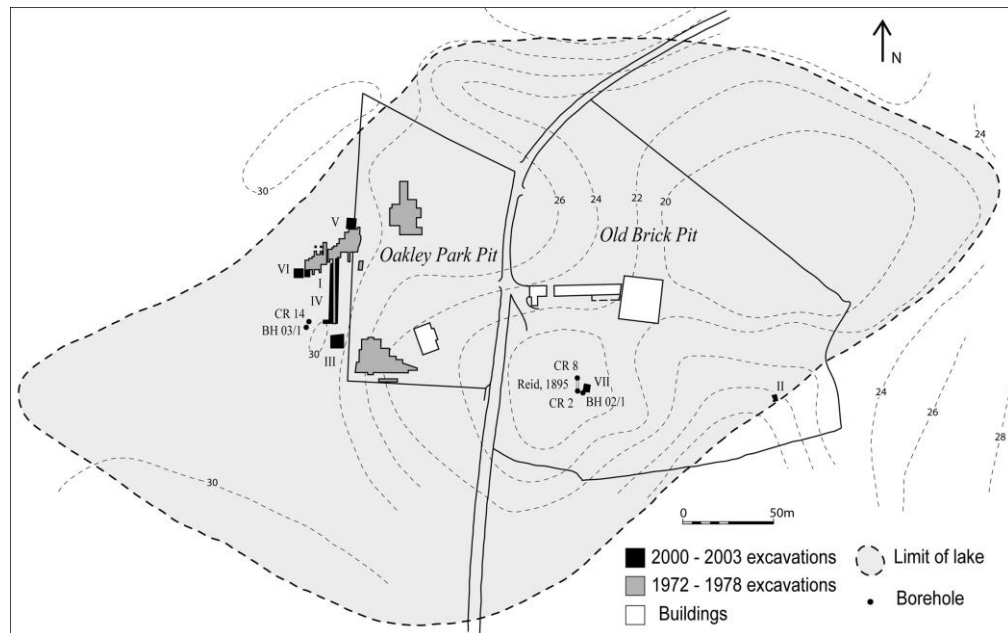 N
24
30
26
24
22
20
V
Oakley Park Pit
Old Brick Pit
VI
I
IV
CR 14
BH 03/1
30
III
CR 8
Reid, 1895
VII
CR 2
BH 02/1
II
24
26
28
30
0
50m
2000 - 2003 excavations
Limit of lake
1972 - 1978 excavations
Borehole
Buildings